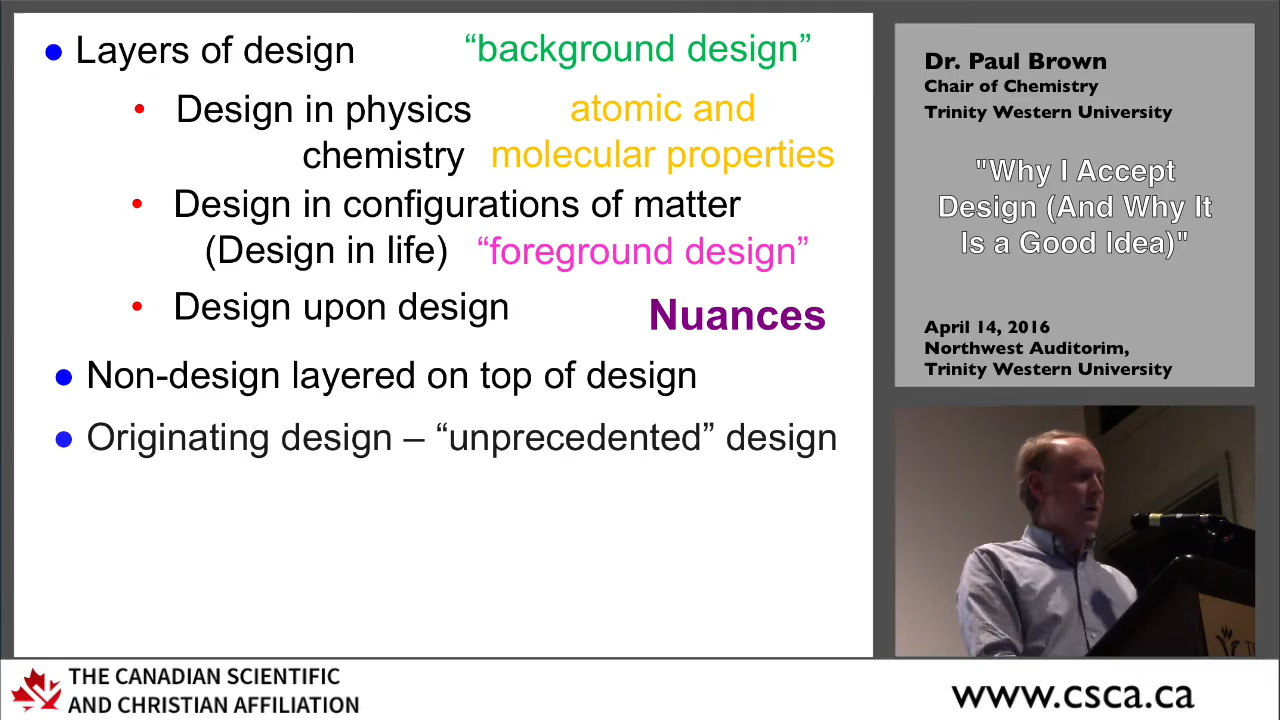 ● Layers of design “background design”
• Design in physics atomic and
chemistry molecular properties
• Design in configurations of matter
(Design in life) “foreground design”
• Design upon design Nuances
● Non-design layered on top of design
● Originating design – “unprecedented” design
Dr. Paul Brown
Chair of Chemistry
Trinity Western University
"Why I Accept
Design (And Why It
Is a Good Idea)"
April 14, 2016
Northwest Auditorim,
Trinity Western University
THE CANADIAN SCIENTIFIC
AND CHRISTIAN AFFILIATION
www.csca.ca